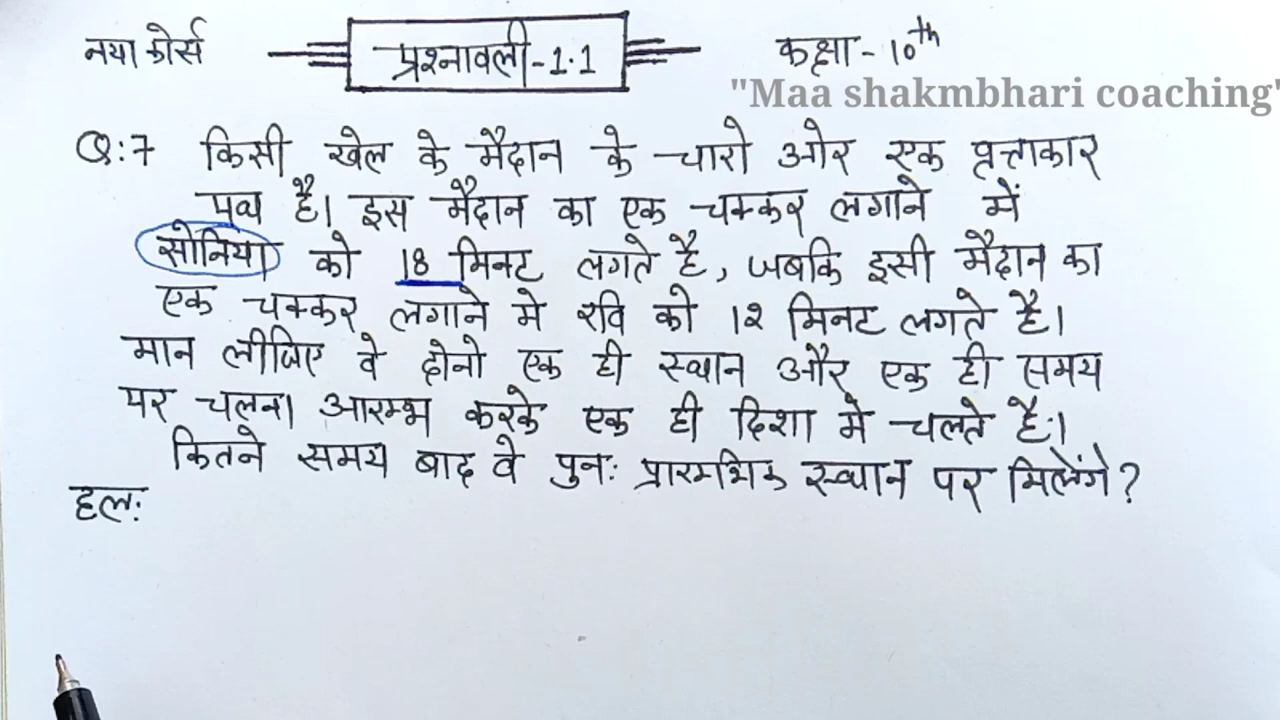 नया कोर्स
प्रश्नावली-1.1
कक्षा-10th
"Maa shakmbhari coaching"
Q:7 किसी खेल के मैदान के चारो ओर एक वृत्ताकार
पथ है। इस मैदान का एक चक्कर लगाने में
सोनिया को 18 मिनट लगते है, जबकि इसी मैदान का
एक चक्कर लगाने मे रवि को 12 मिनट लगते है।
मान लीजिए वे दोनो एक ही स्थान और एक ही समय
पर चलना आरम्भ करके एक ही दिशा मे चलते है।
कितने समय बाद वे पुनः प्रारम्भिक स्थान पर मिलेंगे?
हल: